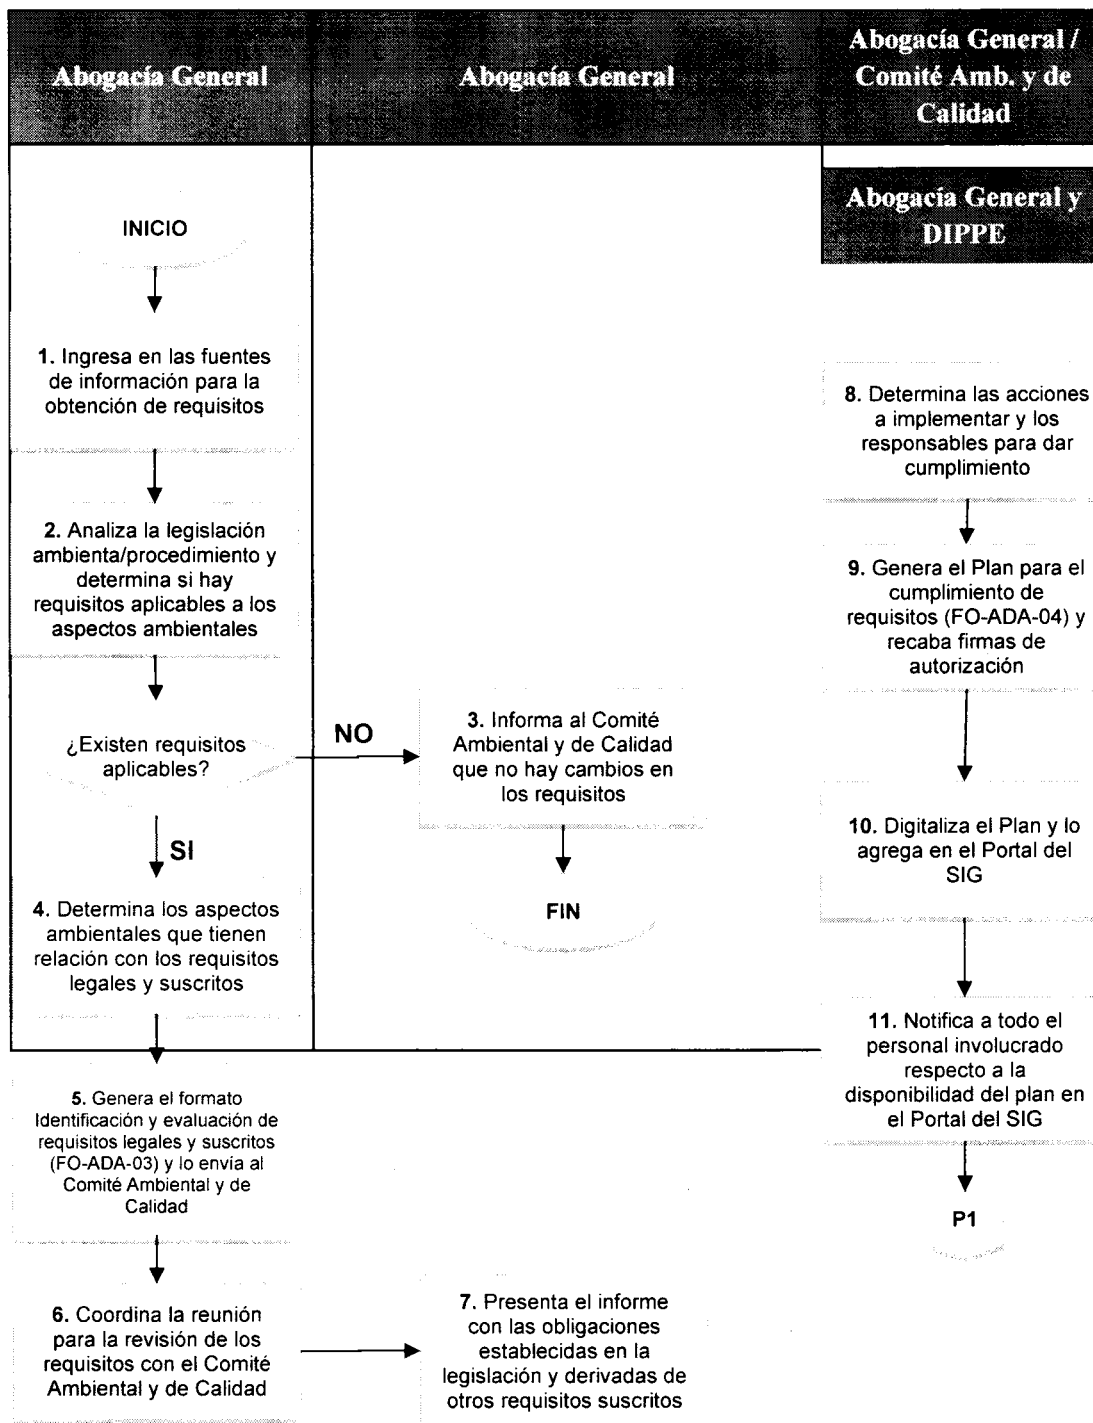 Abogacía General
Abogacía General
Abogacía General /
Comité Amb. y de
Calidad
Abogacía General y
DIPPE
INICIO
1. Ingresa en las fuentes
de información para la
obtención de requisitos
2. Analiza la legislación
ambienta/procedimiento y
determina si hay
requisitos aplicables a los
aspectos ambientales
¿Existen requisitos
aplicables?
NO
SI
3. Informa al Comité
Ambiental y de Calidad
que no hay cambios en
los requisitos
FIN
4. Determina los aspectos
ambientales que tienen
relación con los requisitos
legales y suscritos
5. Genera el formato
Identificación y evaluación de
requisitos legales y suscritos
(FO-ADA-03) y lo envía al
Comité Ambiental y de
Calidad
6. Coordina la reunión
para la revisión de los
requisitos con el Comité
Ambiental y de Calidad
7. Presenta el informe
con las obligaciones
establecidas en la
legislación y derivadas de
otros requisitos suscritos
8. Determina las acciones
a implementar y los
responsables para dar
cumplimiento
9. Genera el Plan para el
cumplimiento de
requisitos (FO-ADA-04) y
recaba firmas de
autorización
10. Digitaliza el Plan y lo
agrega en el Portal del
SIG
11. Notifica a todo el
personal involucrado
respecto a la
disponibilidad del plan en
el Portal del SIG
P1